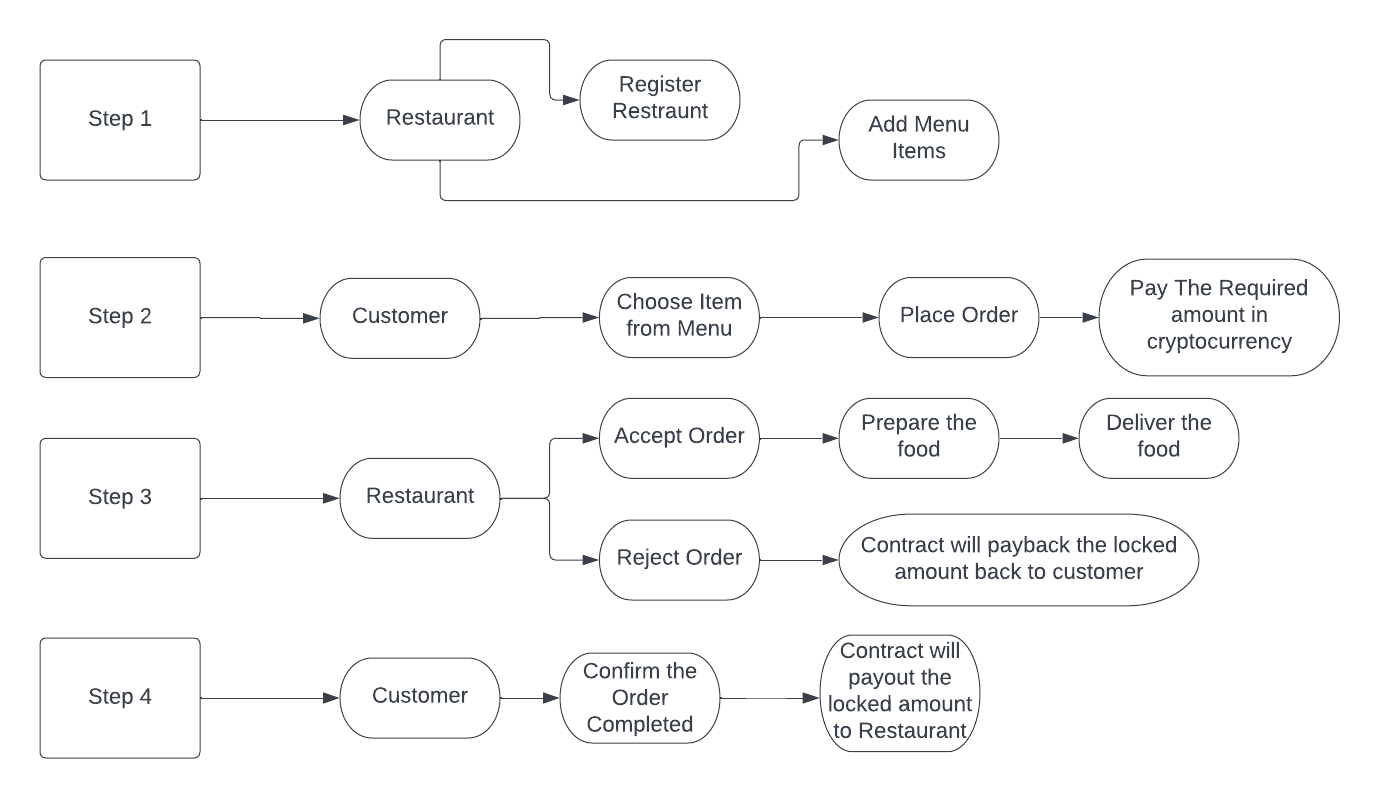 Step 1
Restaurant
Register
Restraunt
Add Menu
Items
Step 2
Customer
Choose Item
from Menu
Place Order
Pay The Required
amount in
cryptocurrency
Step 3
Restaurant
Accept Order
Prepare the
food
Deliver the
food
Reject Order
Contract will payback the locked
amount back to customer
Step 4
Customer
Confirm the
Order
Completed
Contract will
payout the
locked amount
to Restaurant